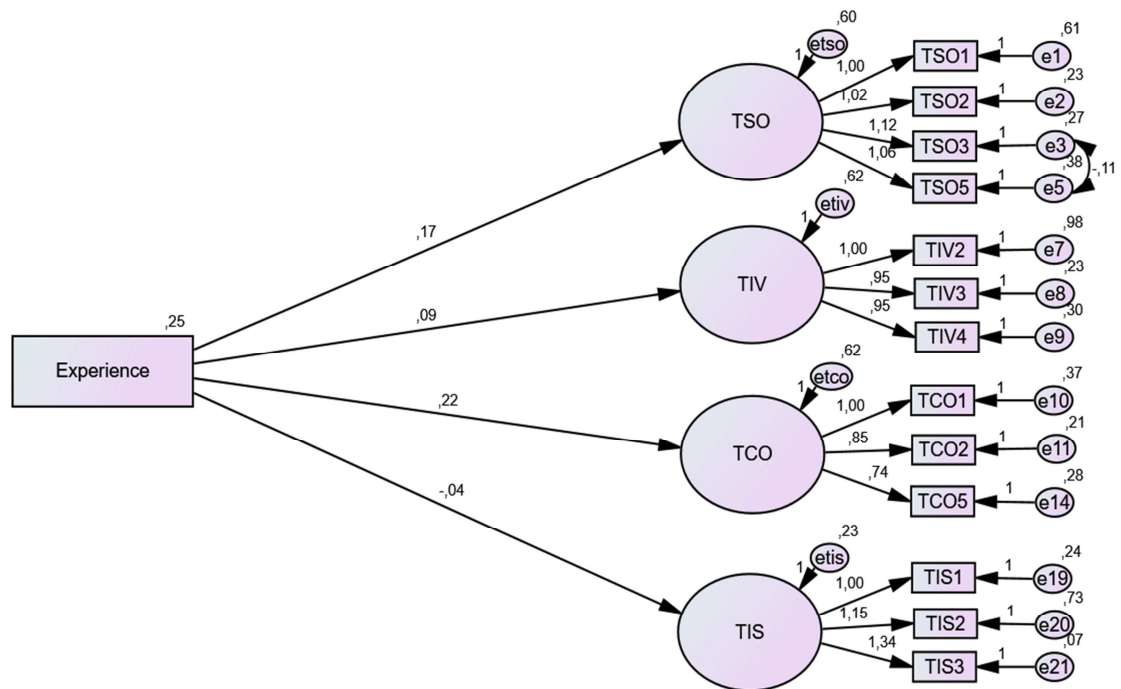 ,60
etso
1
1,00
TSO1
1
e1
,61
TSO
1,02
TSO2
1
e2
,23
1,12
TSO3
1
e3
,27
1,06
TSO5
1
e5
,38
-,11
,17
,62
etiv
1
1,00
TIV2
1
e7
,98
TIV
,95
TIV3
1
e8
,23
,95
TIV4
1
e9
,30
,25
Experience
,09
,62
etco
1
1,00
TCO1
1
e10
,37
,22
TCO
,85
TCO2
1
e11
,21
,74
TCO5
1
e14
,28
-,04
,23
etis
1
1,00
TIS1
1
e19
,24
TIS
1,15
TIS2
1
e20
,73
1,34
TIS3
1
e21
,07